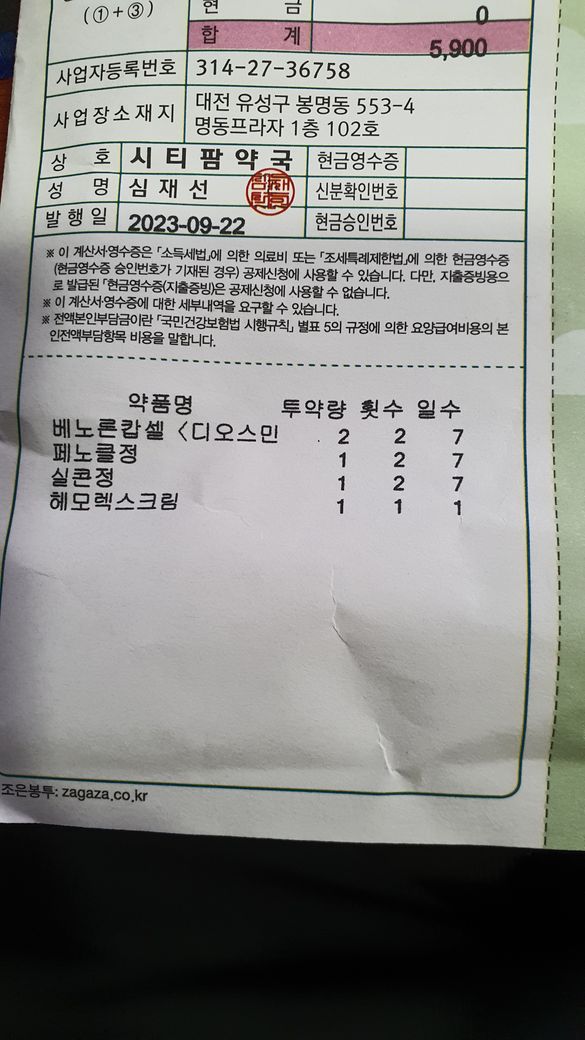 (①+③)
현 금 0
합 계 5,900
사업자등록번호 314-27-36758
사업장소재지 대전 유성구 봉명동 553-4
명동프라자 1층 102호
상 호 시티팜약국 현금영수증
성 명 심재선 신분확인번호
발행일 2023-09-22 현금승인번호
※ 이 계산서·영수증은 「소득세법」에 의한 의료비 또는 「조세특례제한법」에 의한 현금영수증
(현금영수증 승인번호가 기재된 경우) 공제신청에 사용할 수 있습니다. 다만, 지출증빙용으
로 발급된 「현금영수증(지출증빙)」은 공제신청에 사용할 수 없습니다.
※ 이 계산서·영수증에 대한 세부내역을 요구할 수 있습니다.
※ 전액본인부담금이란 「국민건강보험법 시행규칙」 별표 5의 규정에 의한 요양급여비용의 본
인전액부담항목 비용을 말합니다.
약품명 투약량 횟수 일수
베노론캅셀 <디오스민 2 2 7
페노클정 1 2 7
실콘정 1 2 7
헤모렉스크림 1 1 1
조은봉투: zagaza.co.kr